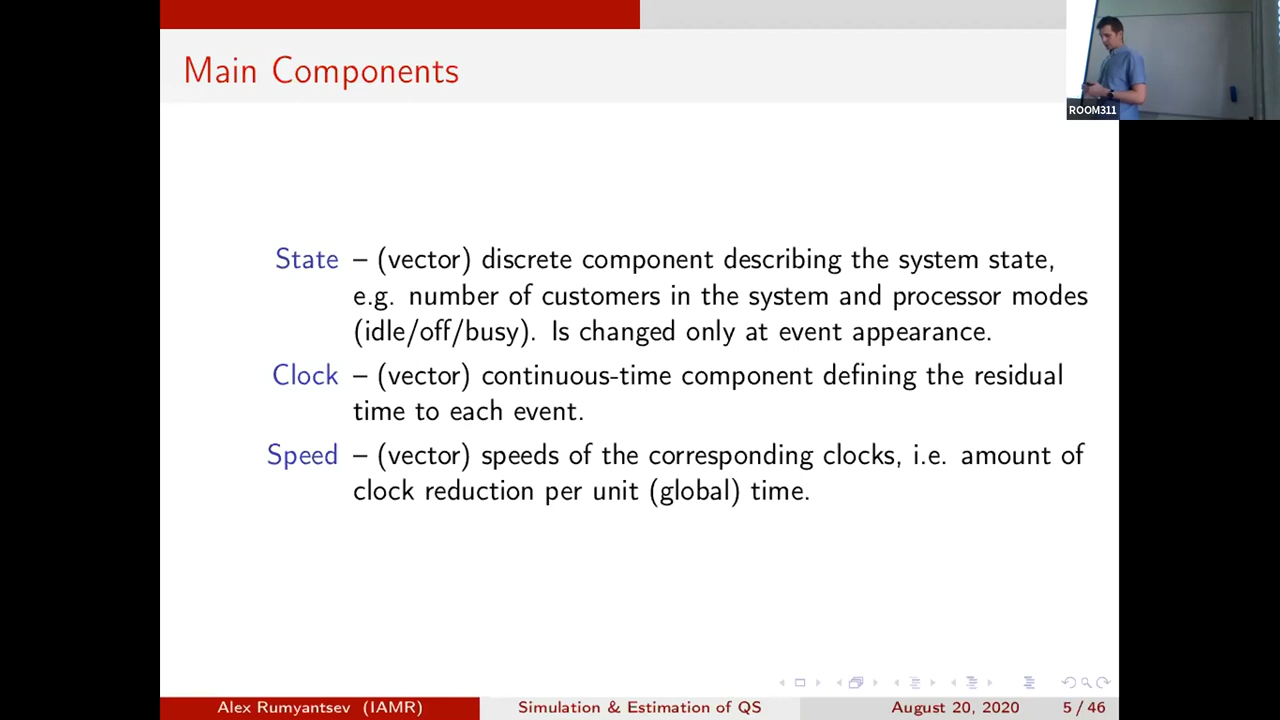 Main Components
ROOM311
State – (vector) discrete component describing the system state,
e.g. number of customers in the system and processor modes
(idle/off/busy). Is changed only at event appearance.
Clock – (vector) continuous-time component defining the residual
time to each event.
Speed – (vector) speeds of the corresponding clocks, i.e. amount of
clock reduction per unit (global) time.
Alex Rumyantsev (IAMR) Simulation & Estimation of QS August 20, 2020 5 / 46